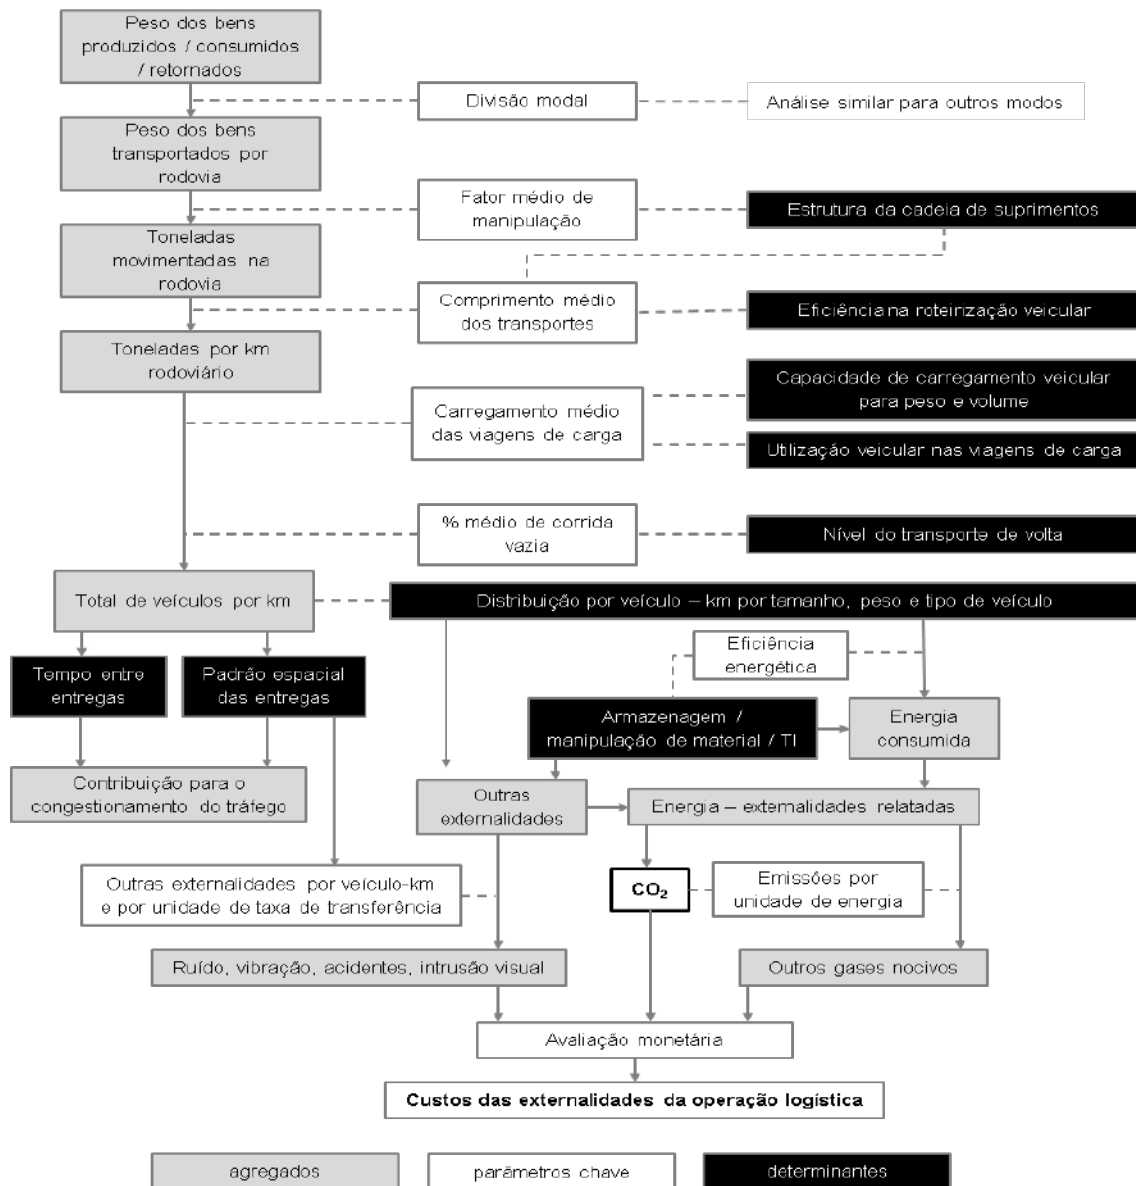 Peso dos bens
produzidos / consumidos
/ retornados
Divisão modal
Análise similar para outros modos
Peso dos bens
transportados por
rodovia
Fator médio de
manipulação
Estrutura da cadeia de suprimentos
Toneladas
movimentadas na
rodovia
Comprimento médio
dos transportes
Eficiência na roteirização veicular
Toneladas por km
rodoviário
Capacidade de carregamento veicular
para peso e volume
Carregamento médio
das viagens de carga
Utilização veicular nas viagens de carga
% médio de corrida
vazia
Nível do transporte de volta
Total de veículos por km
Distribuição por veículo – km por tamanho, peso e tipo de veículo
Eficiência
energética
Tempo entre
entregas
Padrão espacial
das entregas
Armazenagem /
manipulação de material / TI
Energia
consumida
Contribuição para o
congestionamento do tráfego
Outras
externalidades
Energia – externalidades relatadas
Outras externalidades por veículo-km
e por unidade de taxa de transferência
CO₂
Emissões por
unidade de energia
Ruído, vibração, acidentes, intrusão visual
Outros gases nocivos
Avaliação monetária
Custos das externalidades da operação logística
agregados
parâmetros chave
determinantes